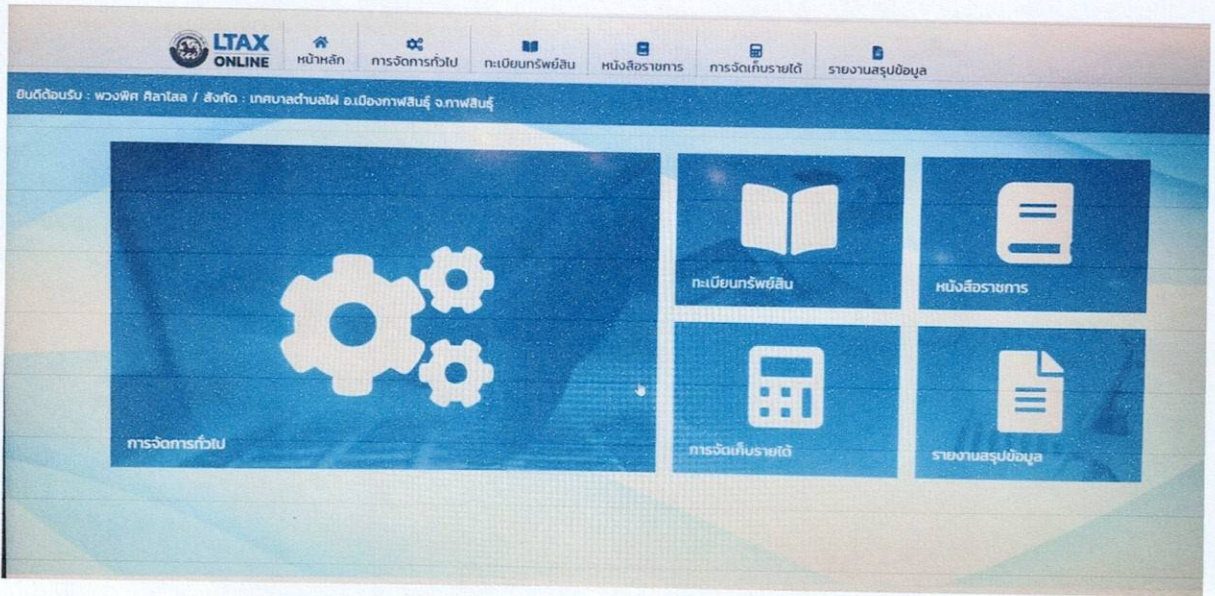 LTAX
ONLINE
หน้าหลัก
การจัดการทั่วไป
ทะเบียนทรัพย์สิน
หนังสือราชการ
การจัดเก็บรายได้
รายงานสรุปข้อมูล
ยินดีต้อนรับ : พวงพิศ ศิลาไสล / สังกัด : เทศบาลตำบลไผ่ อ.เมืองกาฬสินธุ์ จ.กาฬสินธุ์
การจัดการทั่วไป
ทะเบียนทรัพย์สิน
หนังสือราชการ
การจัดเก็บรายได้
รายงานสรุปข้อมูล